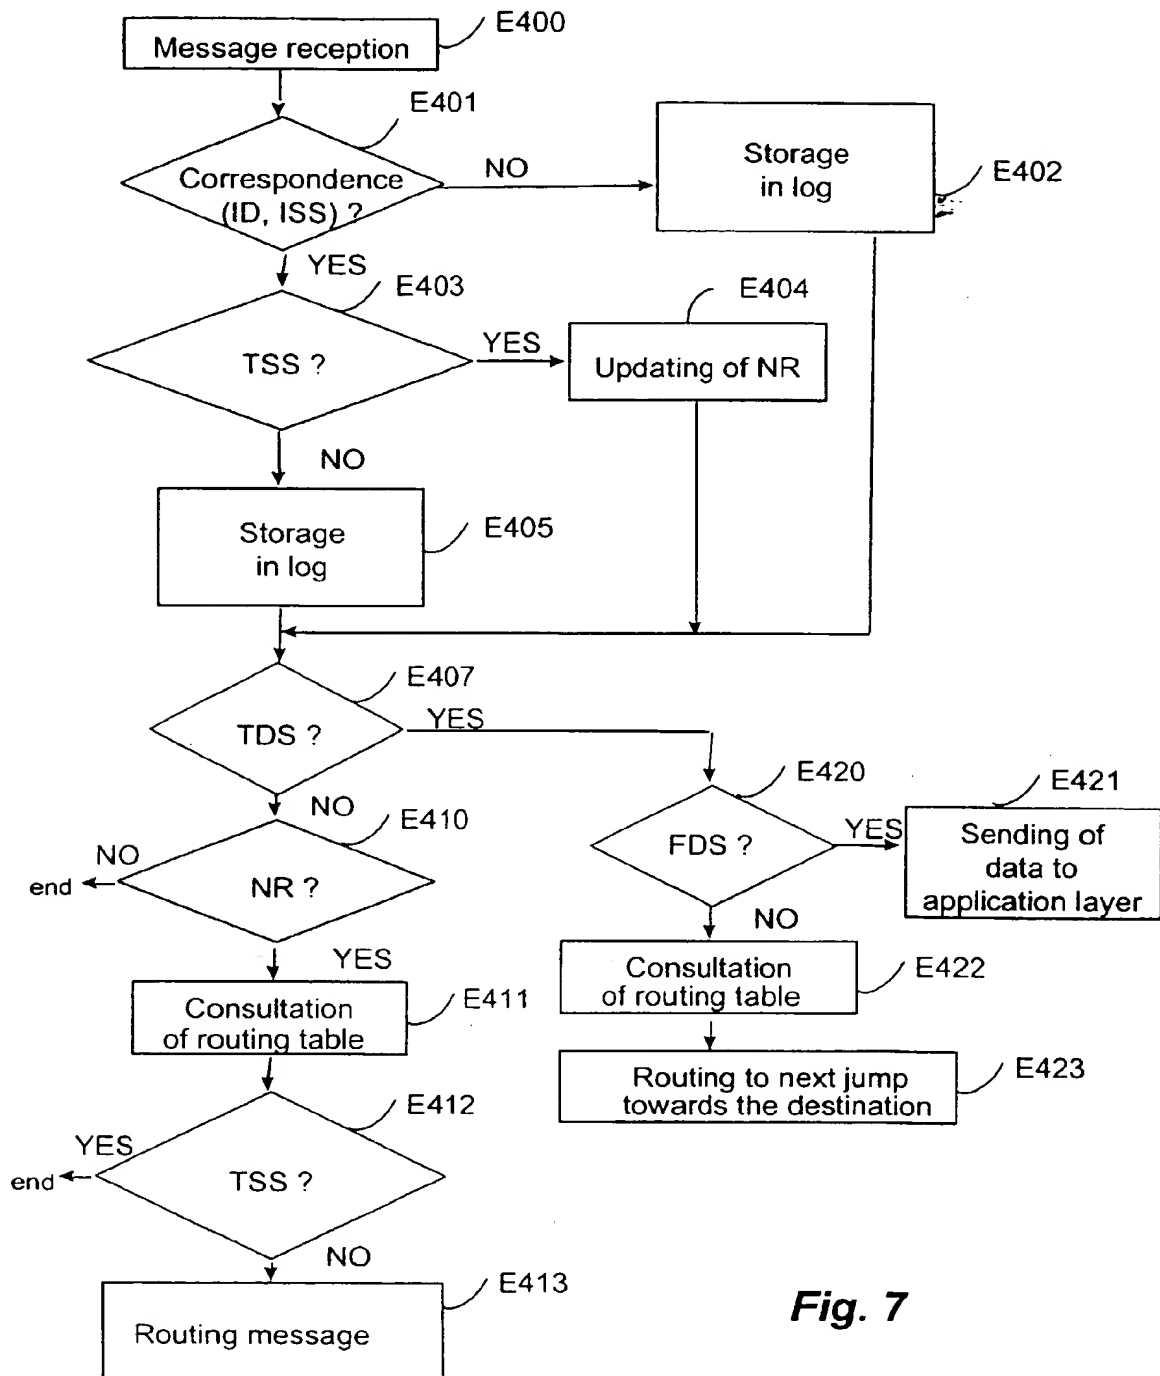 E400
Message reception
E401
Correspondence
(ID, ISS) ?
NO
Storage
in log
E402
YES
E403
TSS ?
YES
E404
Updating of NR
NO
Storage
in log
E405
E407
TDS ?
YES
NO
E410
NR ?
NO
end
YES
E420
FDS ?
YES
E421
Sending of
data to
application layer
NO
Consultation
of routing table
E411
Consultation
of routing table
E422
Routing to next jump
towards the destination
E423
E412
TSS ?
YES
end
NO
E413
Routing message
Fig. 7